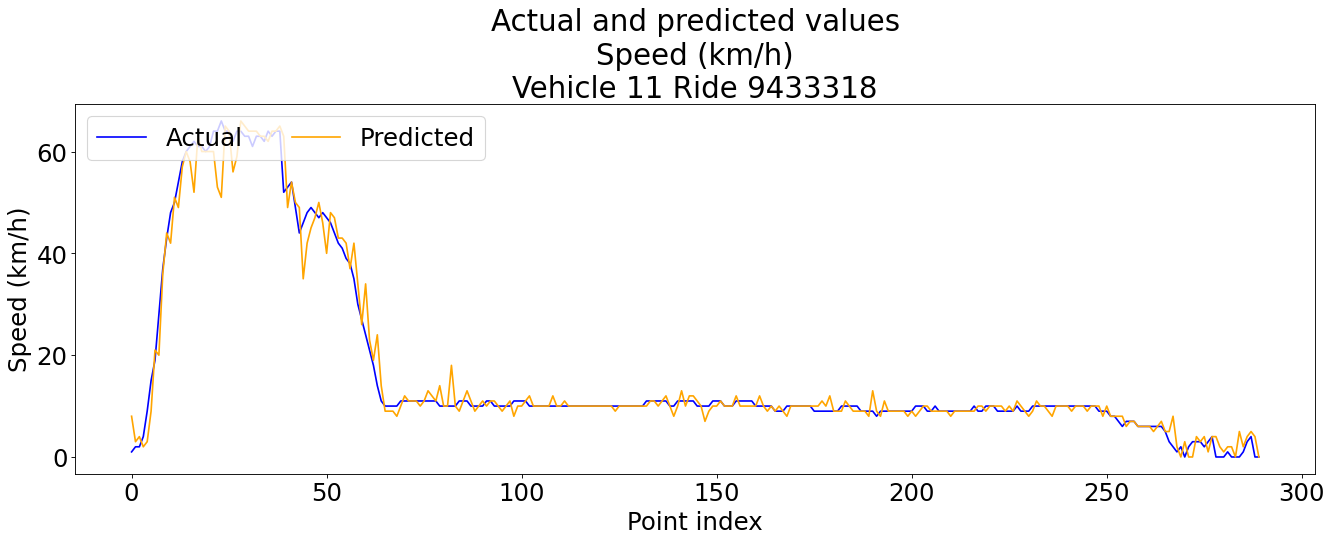 Actual and predicted values
Speed (km/h)
Vehicle 11 Ride 9433318
Actual
Predicted
Speed (km/h)
60
40
20
0
0
50
100
150
200
250
300
Point index